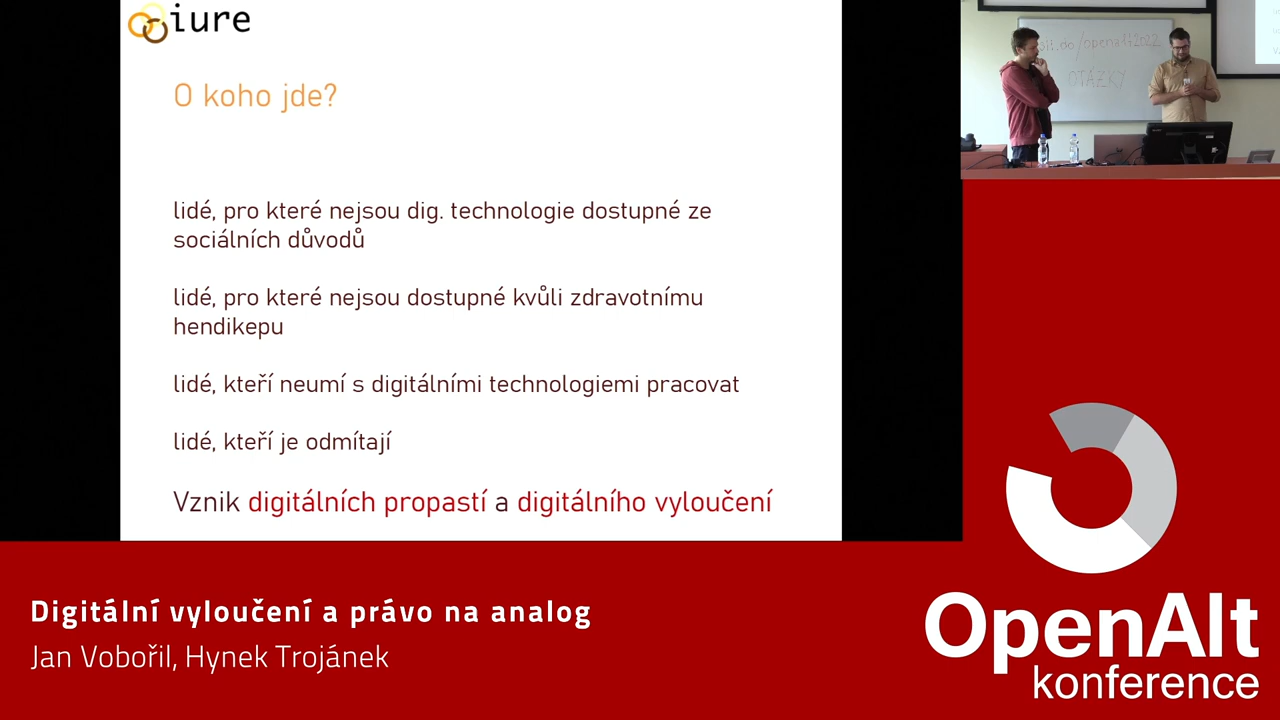 iure
O koho jde?
lidé, pro které nejsou dig. technologie dostupné ze
sociálních důvodů
lidé, pro které nejsou dostupné kvůli zdravotnímu
hendikepu
lidé, kteří neumí s digitálními technologiemi pracovat
lidé, kteří je odmítají
Vznik digitálních propastí a digitálního vyloučení
OTÁZKY
Digitální vyloučení a právo na analog
Jan Vobořil, Hynek Trojánek
OpenAlt
konference